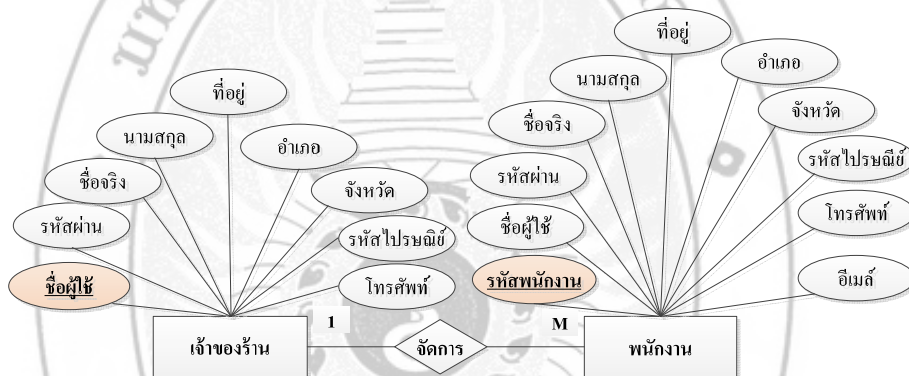 ที่อยู่
นามสกุล
อำเภอ
ชื่อจริง
จังหวัด
รหัสผ่าน
รหัสไปรษณิย์
ชื่อผู้ใช้
โทรศัพท์
เจ้าของร้าน
1
จัดการ
M
ที่อยู่
นามสกุล
อำเภอ
ชื่อจริง
จังหวัด
รหัสผ่าน
รหัสไปรษณีย์
ชื่อผู้ใช้
โทรศัพท์
รหัสพนักงาน
อีเมล์
พนักงาน